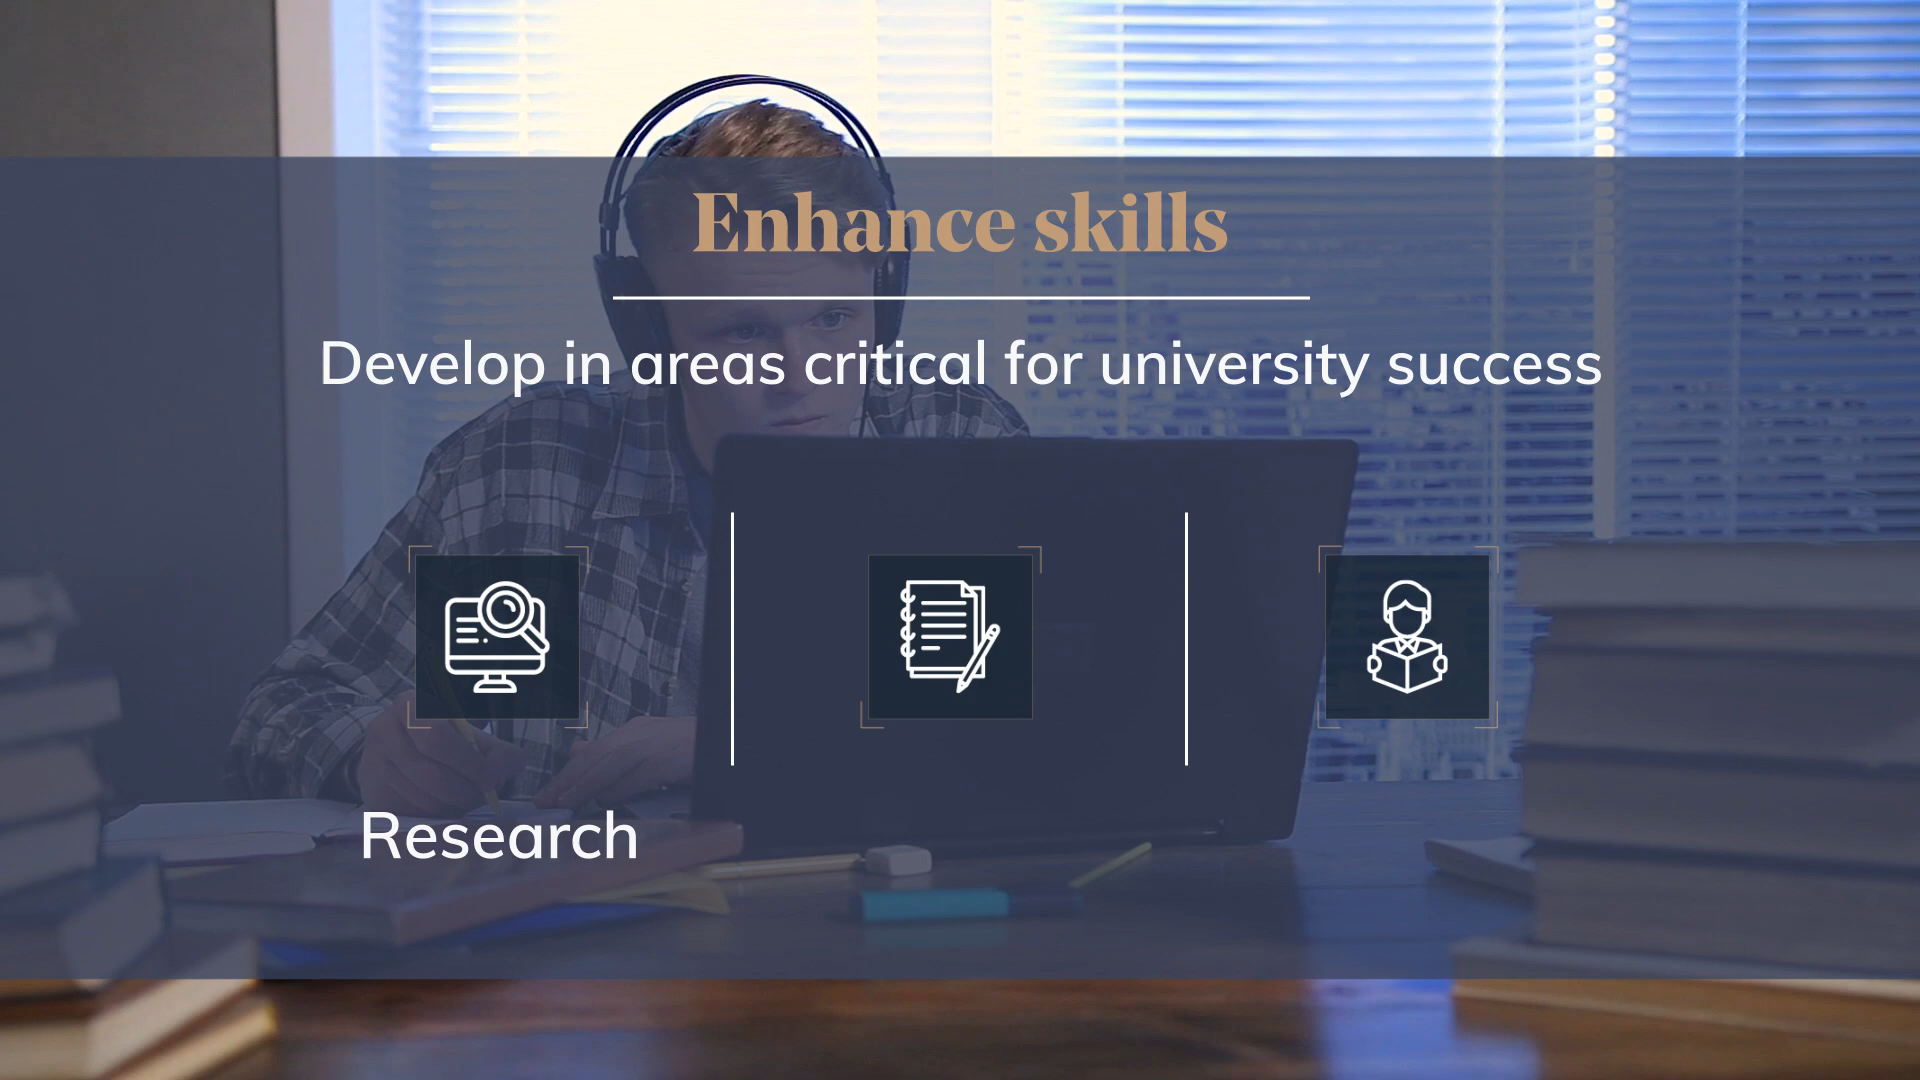 Enhance skills
Develop in areas critical for university success
Research